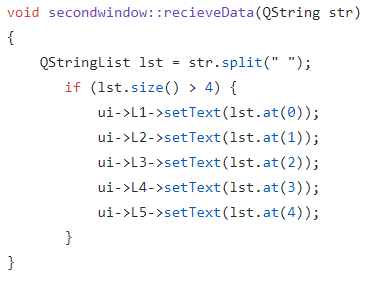 void secondwindow::recieveData(QString str)
{
    QStringList lst = str.split(" ");
       if (lst.size() > 4) {
           ui->L1->setText(lst.at(0));
           ui->L2->setText(lst.at(1));
           ui->L3->setText(lst.at(2));
           ui->L4->setText(lst.at(3));
           ui->L5->setText(lst.at(4));
       }
}